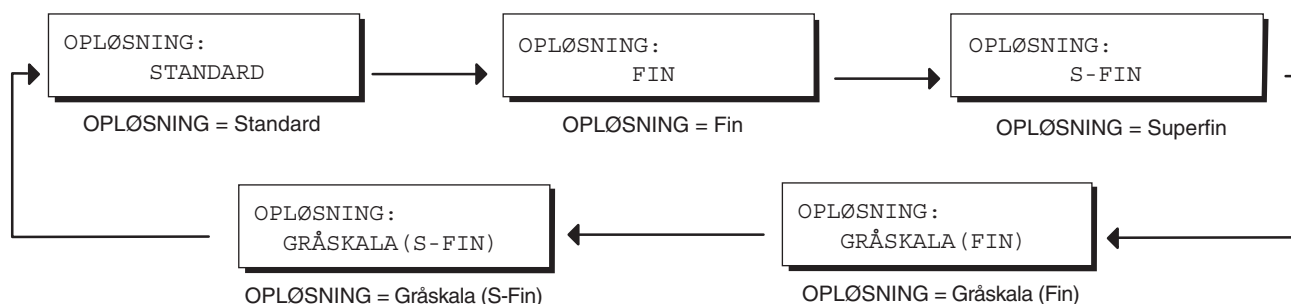 OPLØSNING:
STANDARD
OPLØSNING = Standard
OPLØSNING:
FIN
OPLØSNING = Fin
OPLØSNING:
S-FIN
OPLØSNING = Superfin
OPLØSNING:
GRÅSKALA(S-FIN)
OPLØSNING = Gråskala (S-Fin)
OPLØSNING:
GRÅSKALA(FIN)
OPLØSNING = Gråskala (Fin)